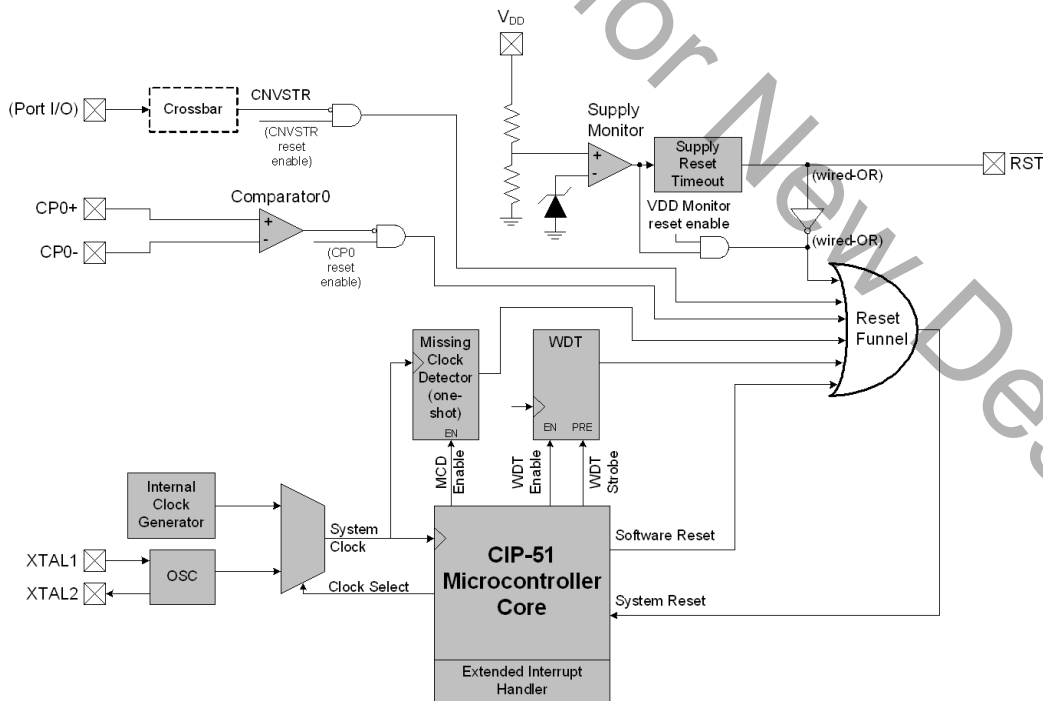 VDD
(Port I/O)
Crossbar
CNVSTR
(CNVSTR
reset
enable)
Supply
Monitor
+
-
Supply
Reset
Timeout
(wired-OR)
RST
VDD Monitor
reset enable
(wired-OR)
CP0+
CP0-
Comparator0
+
-
(CP0
reset
enable)
Reset
Funnel
Missing
Clock
Detector
(one-
shot)
EN
WDT
EN
PRE
MCD
Enable
WDT
Enable
WDT
Strobe
Internal
Clock
Generator
System
Clock
XTAL1
XTAL2
OSC
Clock Select
CIP-51
Microcontroller
Core
Software Reset
System Reset
Extended Interrupt
Handler
or New Des